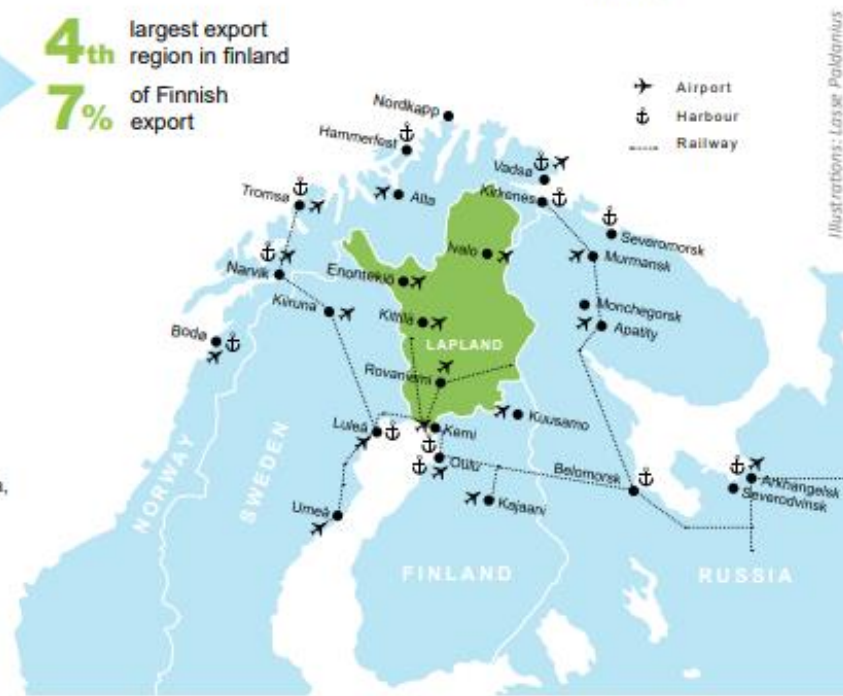 4th largest export
region in finland
7% of Finnish
export
Airport
Harbour
Railway
Illustrations: Lasse Paldanius
Nordkapp
Hammerfest
Vadsø
Kirkenes
Tromsø
Alta
Severomorsk
Ivalo
Murmansk
Narvik
Enontekiö
Kiiruna
Kittilä
Monchegorsk
Apatity
Bodø
LAPLAND
Rovaniemi
Kuusamo
Luleå
Kemi
Oulu
Belomorsk
Arkhangelsk
Severodvinsk
Kajaani
Umeå
NORWAY
SWEDEN
FINLAND
RUSSIA